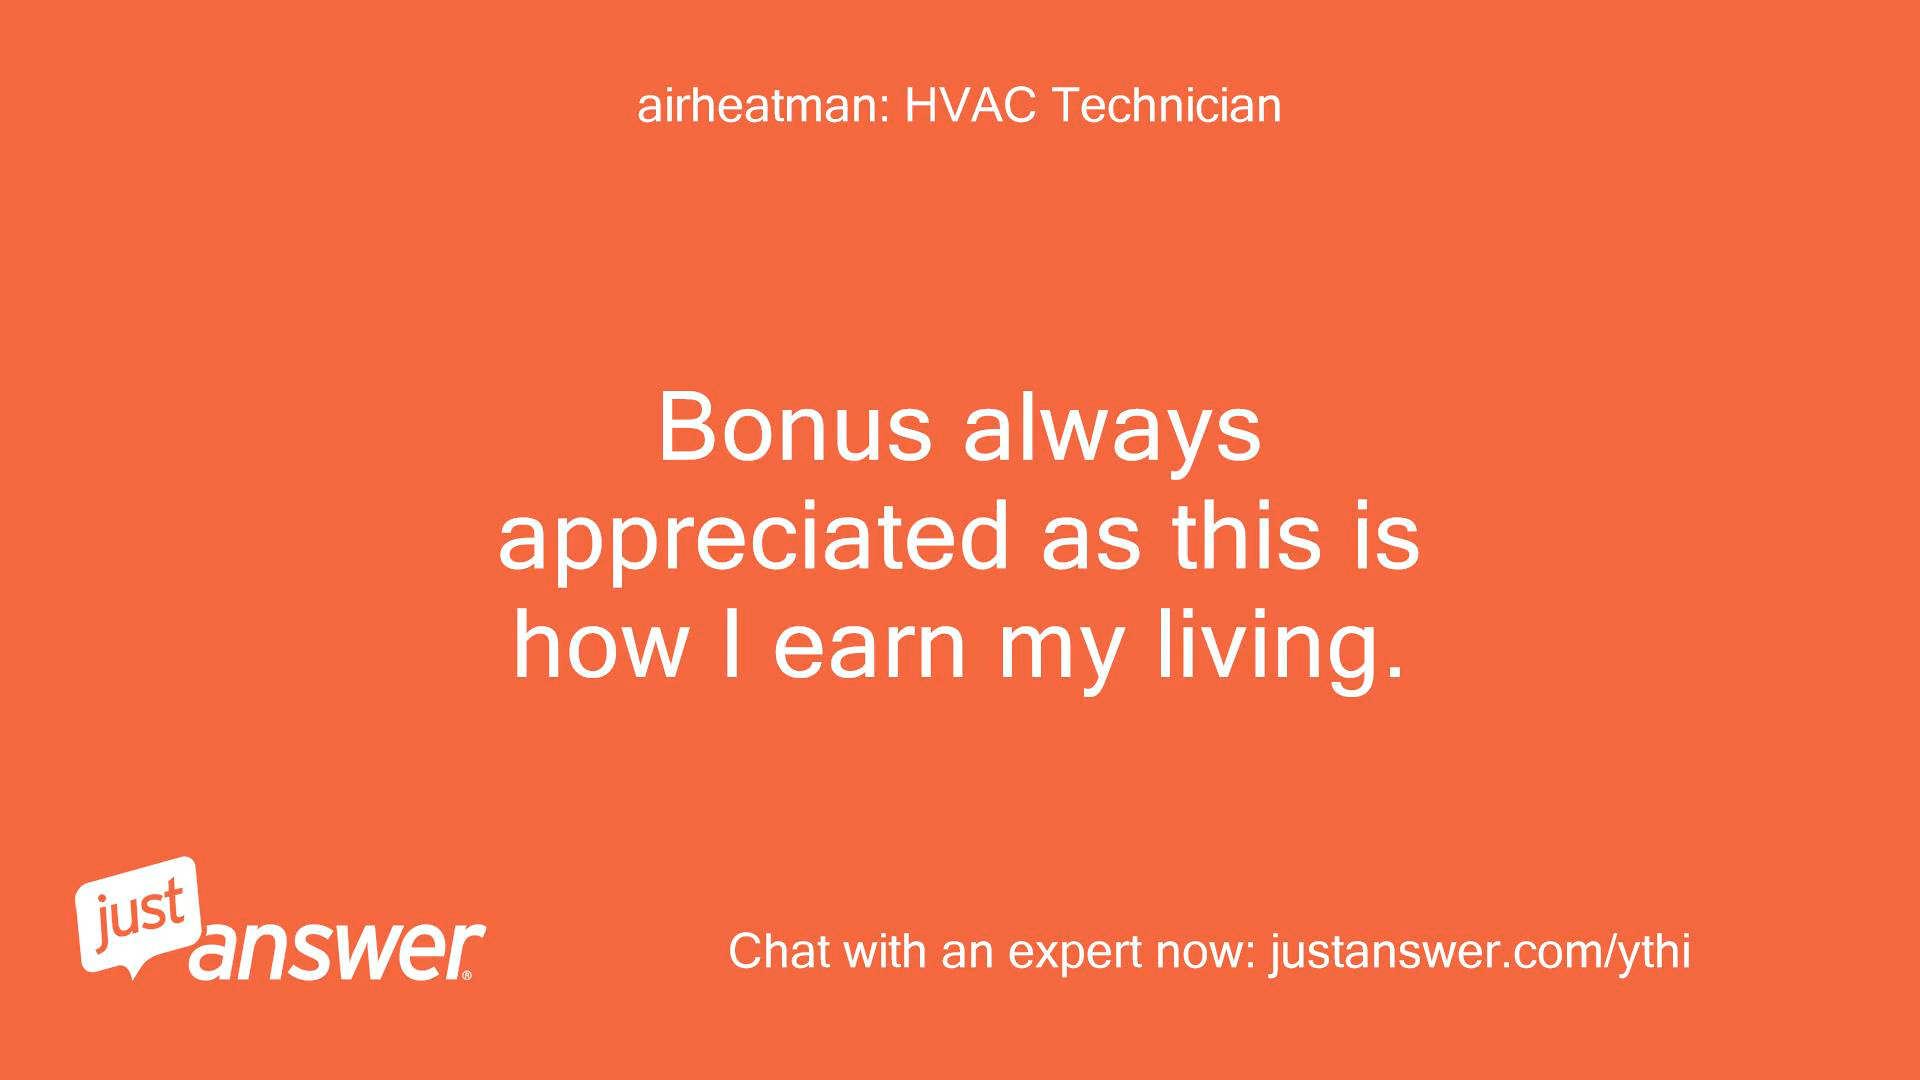 airheatman: HVAC Technician
Bonus always
appreciated as this is
how I earn my living.
just
answer®
Chat with an expert now: justanswer.com/ythi